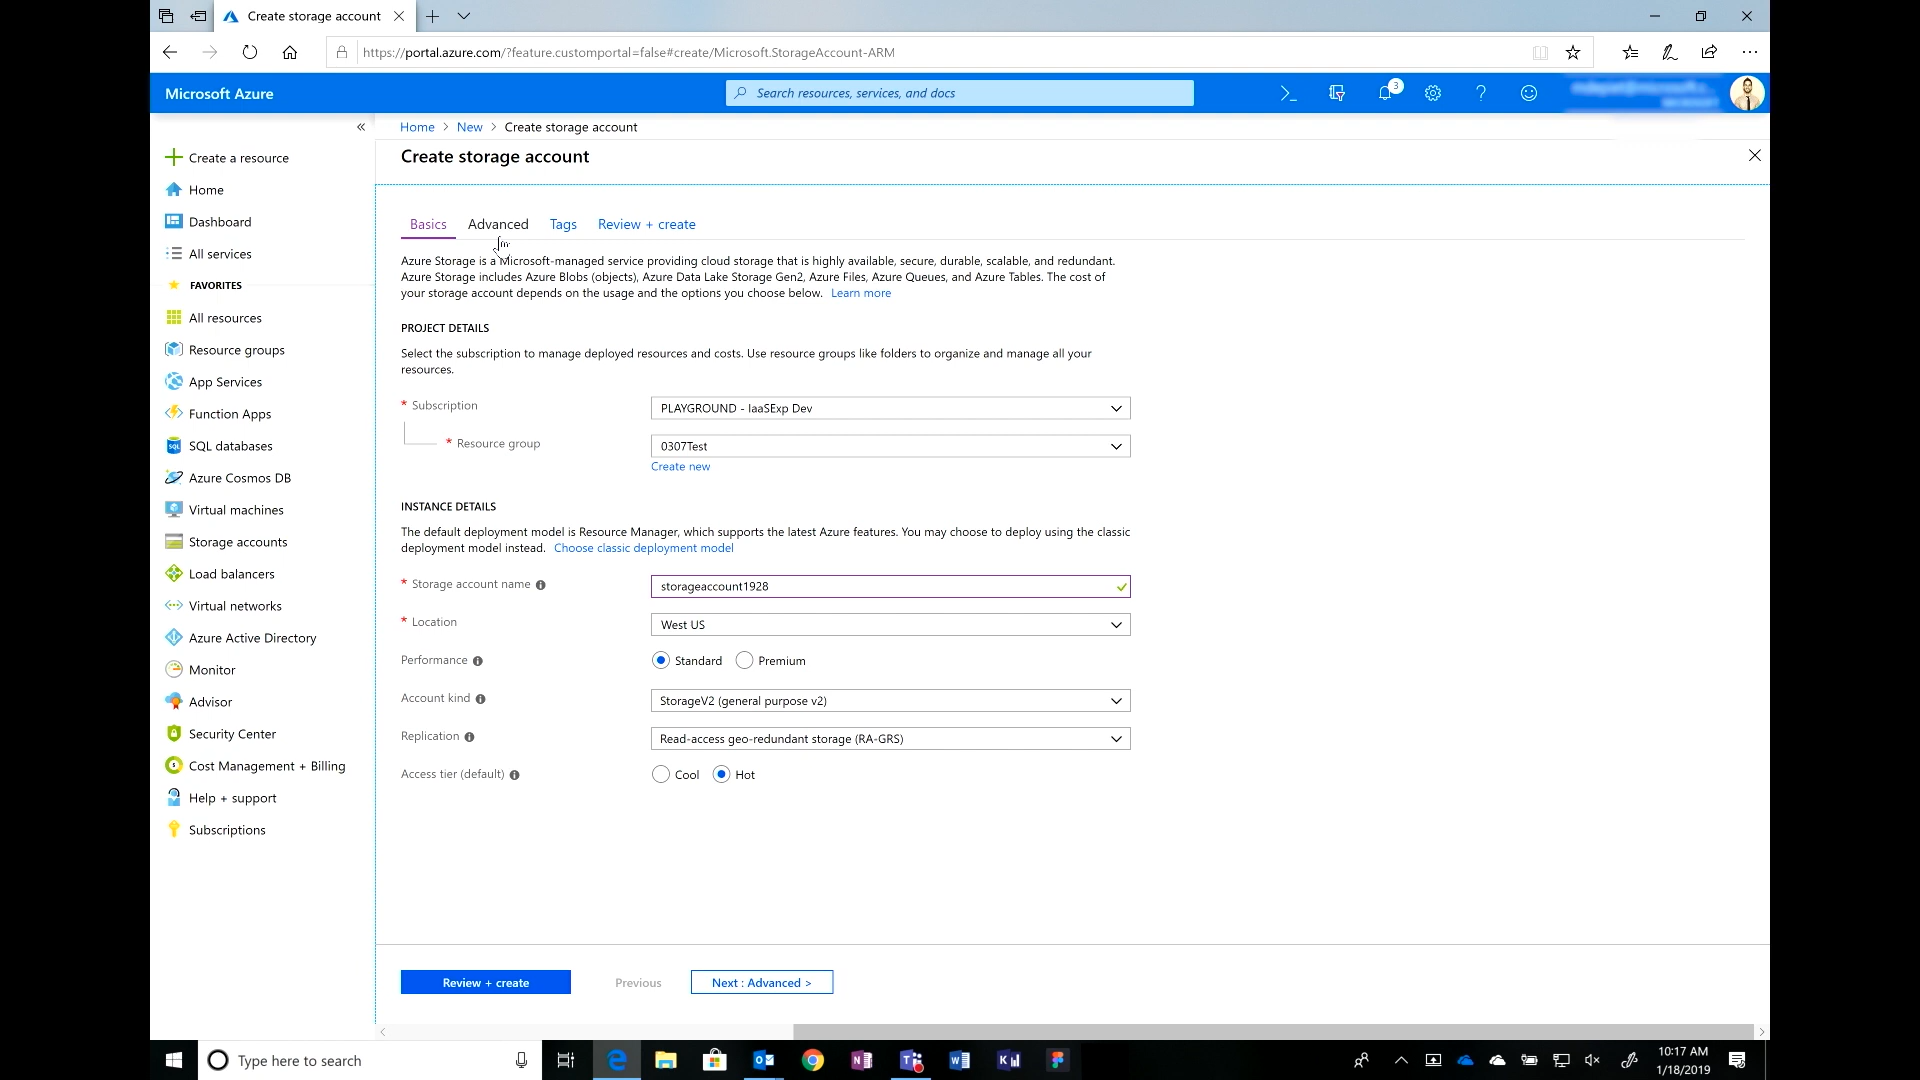 Create storage account
https://portal.azure.com/?feature.customportal=false#create/Microsoft.StorageAccount-ARM
Microsoft Azure
Search resources, services, and docs
3
Home > New > Create storage account
Create storage account
Create a resource
Home
Dashboard
All services
FAVORITES
All resources
Resource groups
App Services
Function Apps
SQL databases
Azure Cosmos DB
Virtual machines
Storage accounts
Load balancers
Virtual networks
Azure Active Directory
Monitor
Advisor
Security Center
Cost Management + Billing
Help + support
Subscriptions
Basics Advanced Tags Review + create
Azure Storage is a Microsoft-managed service providing cloud storage that is highly available, secure, durable, scalable, and redundant.
Azure Storage includes Azure Blobs (objects), Azure Data Lake Storage Gen2, Azure Files, Azure Queues, and Azure Tables. The cost of
your storage account depends on the usage and the options you choose below. Learn more
PROJECT DETAILS
Select the subscription to manage deployed resources and costs. Use resource groups like folders to organize and manage all your
resources.
* Subscription PLAYGROUND - IaaSExp Dev
* Resource group 0307Test
Create new
INSTANCE DETAILS
The default deployment model is Resource Manager, which supports the latest Azure features. You may choose to deploy using the classic
deployment model instead. Choose classic deployment model
* Storage account name storageaccount1928
* Location West US
Performance Standard Premium
Account kind StorageV2 (general purpose v2)
Replication Read-access geo-redundant storage (RA-GRS)
Access tier (default) Cool Hot
Review + create Previous Next : Advanced >
Type here to search
10:17 AM
1/18/2019